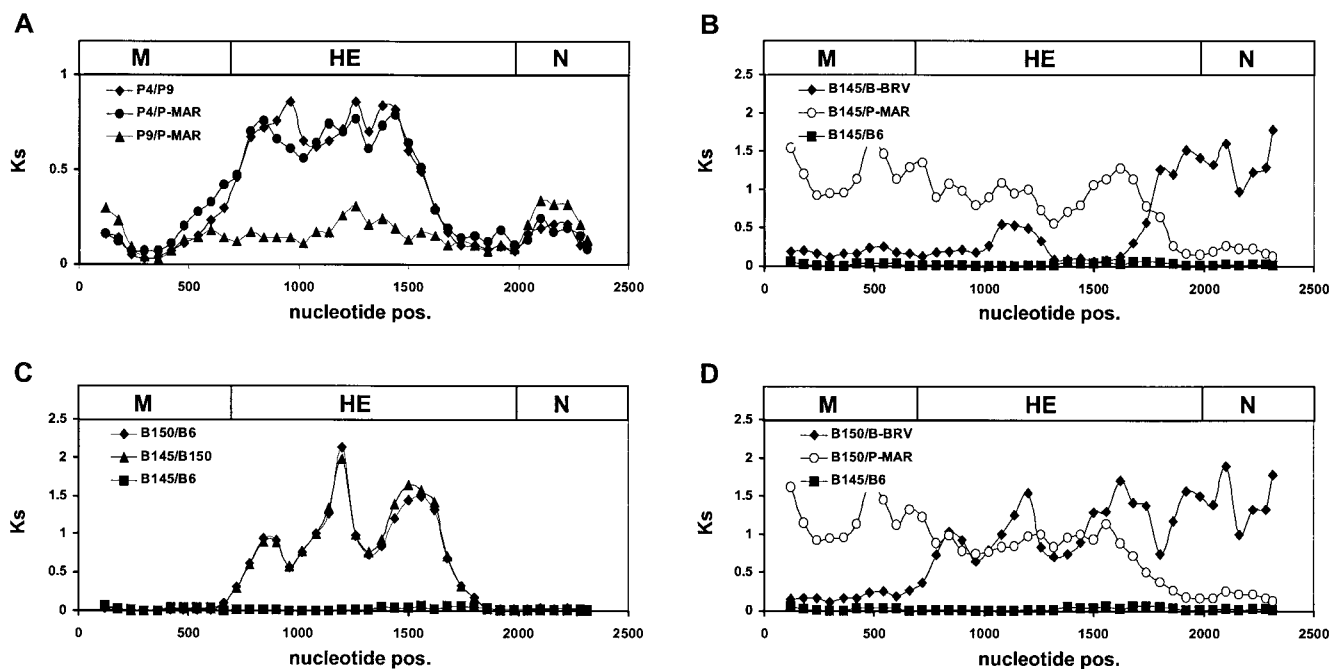 A
M HE N
1
0.5
0
Ks
P4/P9
P4/P-MAR
P9/P-MAR
0 500 1000 1500 2000 2500
nucleotide pos.
B
M HE N
2.5
2
1.5
1
0.5
0
Ks
B145/B-BRV
B145/P-MAR
B145/B6
0 500 1000 1500 2000 2500
nucleotide pos.
C
M HE N
2.5
2
1.5
1
0.5
0
Ks
B150/B6
B145/B150
B145/B6
0 500 1000 1500 2000 2500
nucleotide pos.
D
M HE N
2.5
2
1.5
1
0.5
0
Ks
B150/B-BRV
B150/P-MAR
B145/B6
0 500 1000 1500 2000 2500
nucleotide pos.